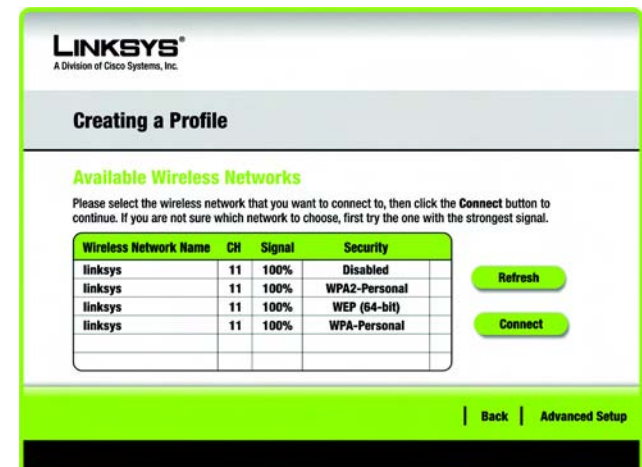 LINKSYS®
A Division of Cisco Systems, Inc.
Creating a Profile
Available Wireless Networks
Please select the wireless network that you want to connect to, then click the Connect button to
continue. If you are not sure which network to choose, first try the one with the strongest signal.
Wireless Network Name CH Signal Security
linksys 11 100% Disabled
linksys 11 100% WPA2-Personal
linksys 11 100% WEP (64-bit)
linksys 11 100% WPA-Personal
Refresh
Connect
Back Advanced Setup